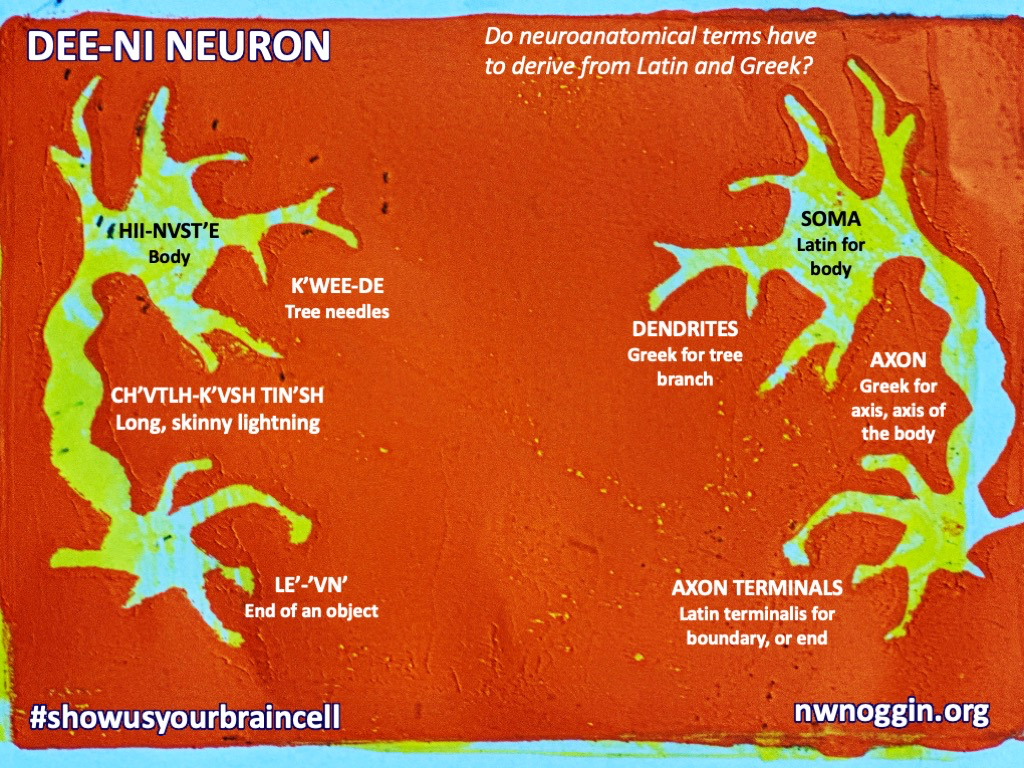 DEE-NI NEURON
Do neuroanatomical terms have
to derive from Latin and Greek?
HII-NVST’E
Body
K’WEE-DE
Tree needles
CH’VTLH-K’VSH TIN’SH
Long, skinny lightning
LE’-’VN’
End of an object
SOMA
Latin for
body
DENDRITES
Greek for tree
branch
AXON
Greek for
axis, axis of
the body
AXON TERMINALS
Latin terminalis for
boundary, or end
#showusyourbraincell
nwnoggin.org